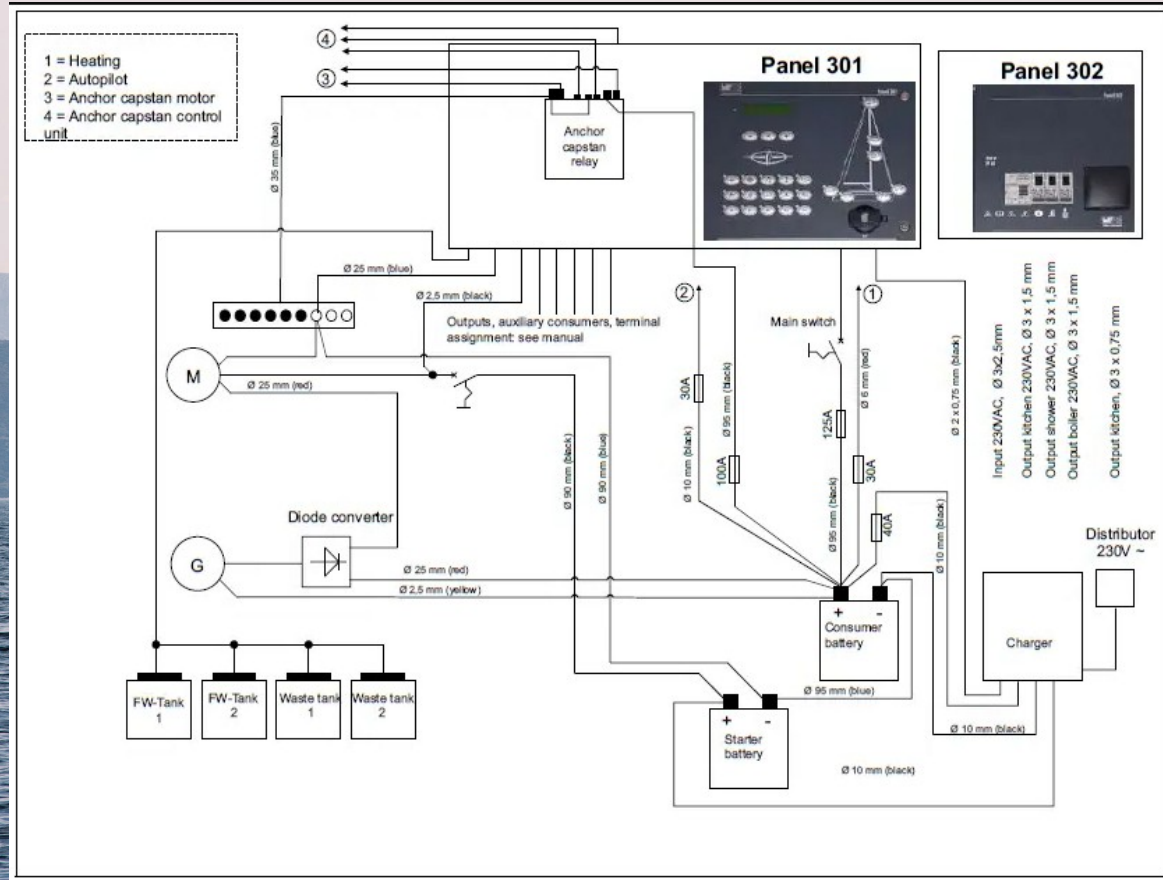 1 = Heating
2 = Autopilot
3 = Anchor capstan motor
4 = Anchor capstan control
unit
4
3
Panel 301
Panel 302
Anchor
capstan
relay
Ø 35 mm (blue)
Ø 25 mm (blue)
Ø 2,5 mm (black)
Outputs, auxiliary consumers, terminal
assignment: see manual
2
Main switch
1
M
Ø 25 mm (red)
30A
Ø 95 mm (black)
125A
Ø 6 mm (red)
Ø 2 x 0,75 mm (black)
Input 230VAC, Ø 3x2,5mm
Output kitchen 230VAC, Ø 3 x 1,5 mm
Output shower 230VAC, Ø 3 x 1,5 mm
Output boiler 230VAC, Ø 3 x 1,5 mm
Output kitchen, Ø 3 x 0,75 mm
Ø 90 mm (black)
Ø 90 mm (blue)
Ø 10 mm (black)
100A
Ø 95 mm (black)
30A
40A
Ø 10 mm (black)
Diode converter
G
Ø 25 mm (red)
Ø 2,5 mm (yellow)
Distributor
230V ~
+ -
Consumer
battery
Charger
FW-Tank
1
FW-Tank
2
Waste tank
1
Waste tank
2
Ø 95 mm (blue)
+ -
Starter
battery
Ø 10 mm (black)
Ø 10 mm (black)